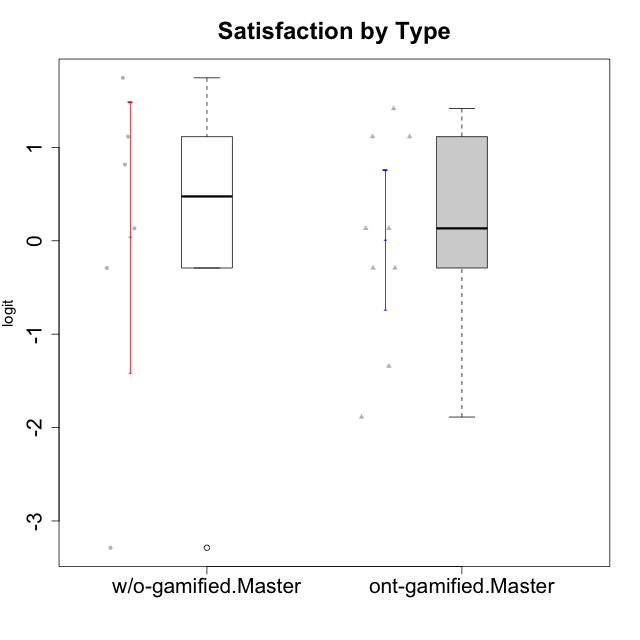 Satisfaction by Type
logit
1
0
-1
-2
-3
w/o-gamified.Master ont-gamified.Master